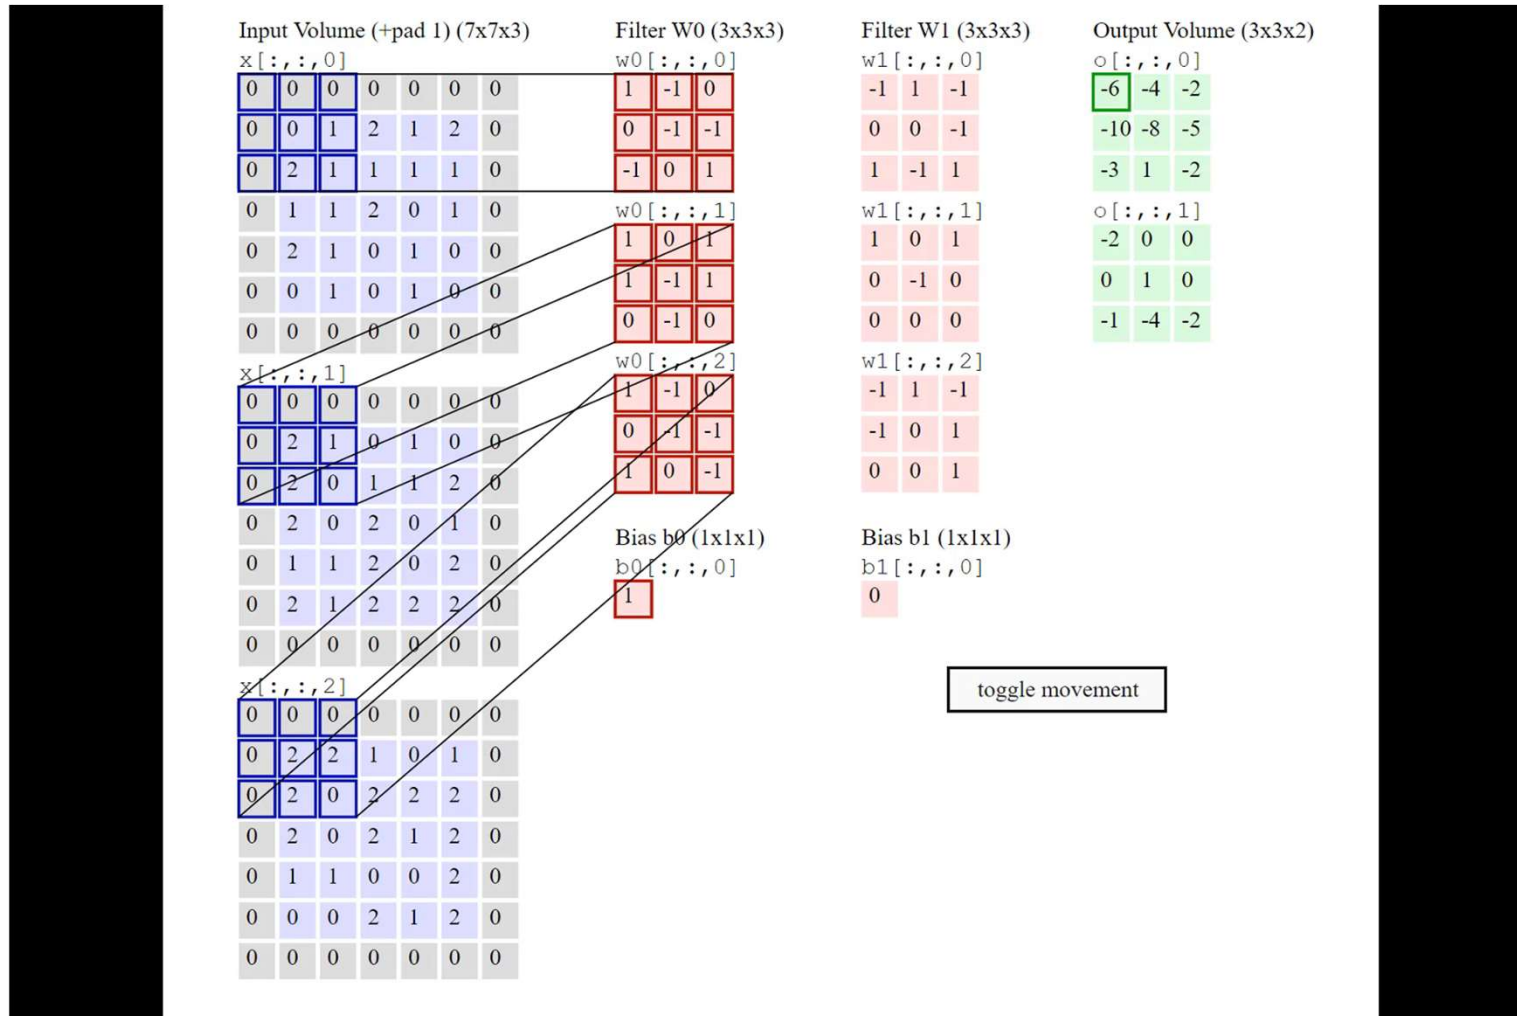 Input Volume (+pad 1) (7x7x3)
x[:,:,0]
0 0 0 0 0 0 0
0 0 1 2 1 2 0
0 2 1 1 1 1 0
0 1 1 2 0 1 0
0 2 1 0 1 0 0
0 0 1 0 1 0 0
0 0 0 0 0 0 0
x[:,:,1]
0 0 0 0 0 0 0
0 2 1 0 1 0 0
0 2 0 1 1 2 0
0 2 0 2 0 1 0
0 1 1 2 0 2 0
0 2 1 2 2 2 0
0 0 0 0 0 0 0
x[:,:,2]
0 0 0 0 0 0 0
0 2 2 1 0 1 0
0 2 0 2 2 2 0
0 2 0 2 1 2 0
0 1 1 0 0 2 0
0 0 0 2 1 2 0
0 0 0 0 0 0 0
Filter W0 (3x3x3)
w0[:,:,0]
1 -1 0
0 -1 -1
-1 0 1
w0[:,:,1]
1 0 1
1 -1 1
0 -1 0
w0[:,:,2]
1 -1 0
0 -1 -1
1 0 -1
Bias b0 (1x1x1)
b0[:,:,0]
1
Filter W1 (3x3x3)
w1[:,:,0]
-1 1 -1
0 0 -1
1 -1 1
w1[:,:,1]
1 0 1
0 -1 0
0 0 0
w1[:,:,2]
-1 1 -1
-1 0 1
0 0 1
Bias b1 (1x1x1)
b1[:,:,0]
0
Output Volume (3x3x2)
o[:,:,0]
-6 -4 -2
-10 -8 -5
-3 1 -2
o[:,:,1]
-2 0 0
0 1 0
-1 -4 -2
toggle movement